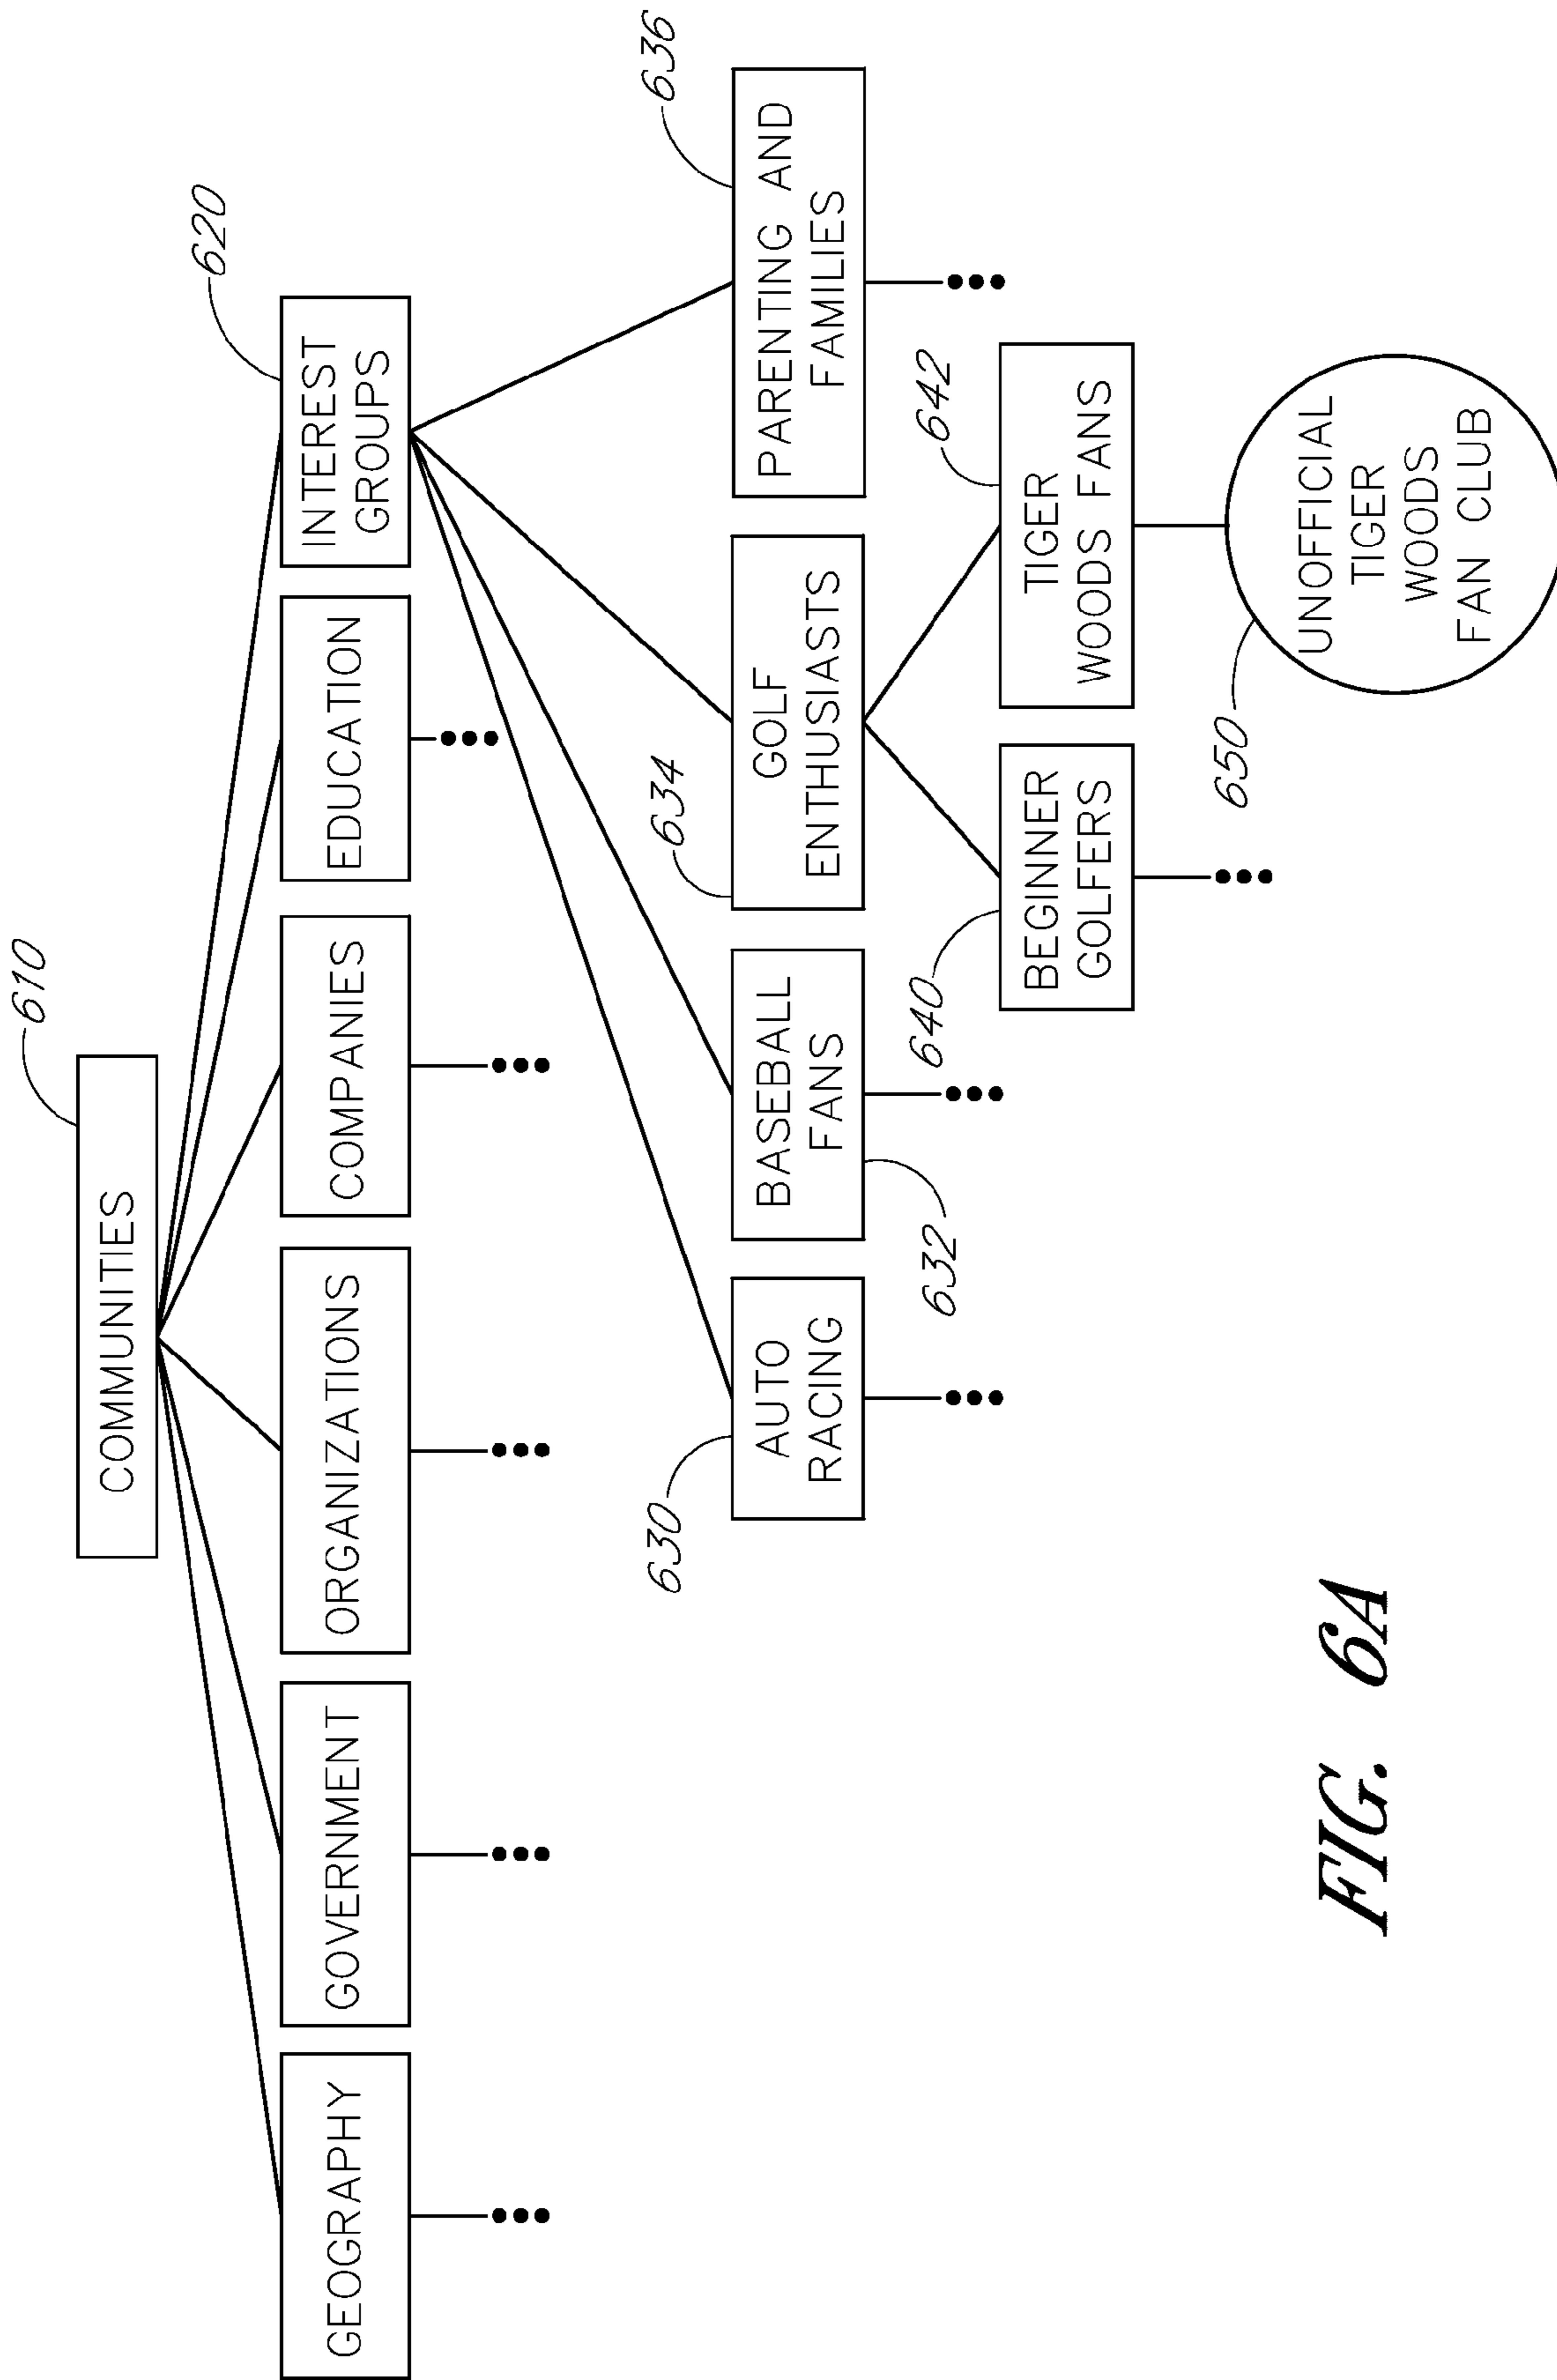 610
COMMUNITIES
620
GEOGRAPHY
GOVERNMENT
ORGANIZATIONS
COMPANIES
EDUCATION
INTEREST
GROUPS
630
AUTO
RACING
632
BASEBALL
FANS
634
GOLF
ENTHUSIASTS
636
PARENTING AND
FAMILIES
640
BEGINNER
GOLFERS
642
TIGER
WOODS FANS
650
UNOFFICIAL
TIGER
WOODS
FAN CLUB
FIG. 6A